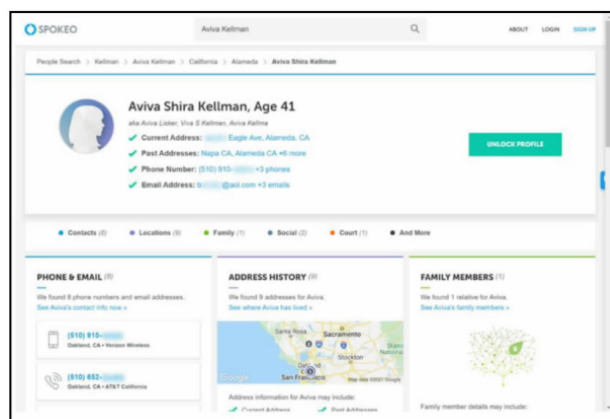 SPOKEO
Aviva Kellman
ABOUT
LOGIN
SIGN UP
People Search > Kellman > Aviva Kellman > California > Alameda > Aviva Shira Kellman
Aviva Shira Kellman, Age 41
aka Aviva Lisker, Viva S Kellman, Aviva Kellma
Current Address: Eagle Ave, Alameda, CA
Past Addresses: Napa CA, Alameda CA +6 more
Phone Number: (510) 910- +3 phones
Email Address: b @aol.com +3 emails
UNLOCK PROFILE
Contacts (8)
Locations (9)
Family (1)
Social (2)
Court (1)
And More
PHONE & EMAIL (8)
We found 8 phone numbers and email addresses.
See Aviva's contact info now »
(510) 910-
Oakland, CA • Verizon Wireless
(510) 652-
Oakland, CA • AT&T California
ADDRESS HISTORY (9)
We found 9 addresses for Aviva.
See where Aviva has lived »
Santa Rosa
Sacramento
Oakland
Stockton
San Francisco
Google
Map data ©2021 Google
Address information for Aviva may include:
Current Address
Past Addresses
FAMILY MEMBERS (1)
We found 1 relative for Aviva.
See Aviva's family members »
Family member details may include: